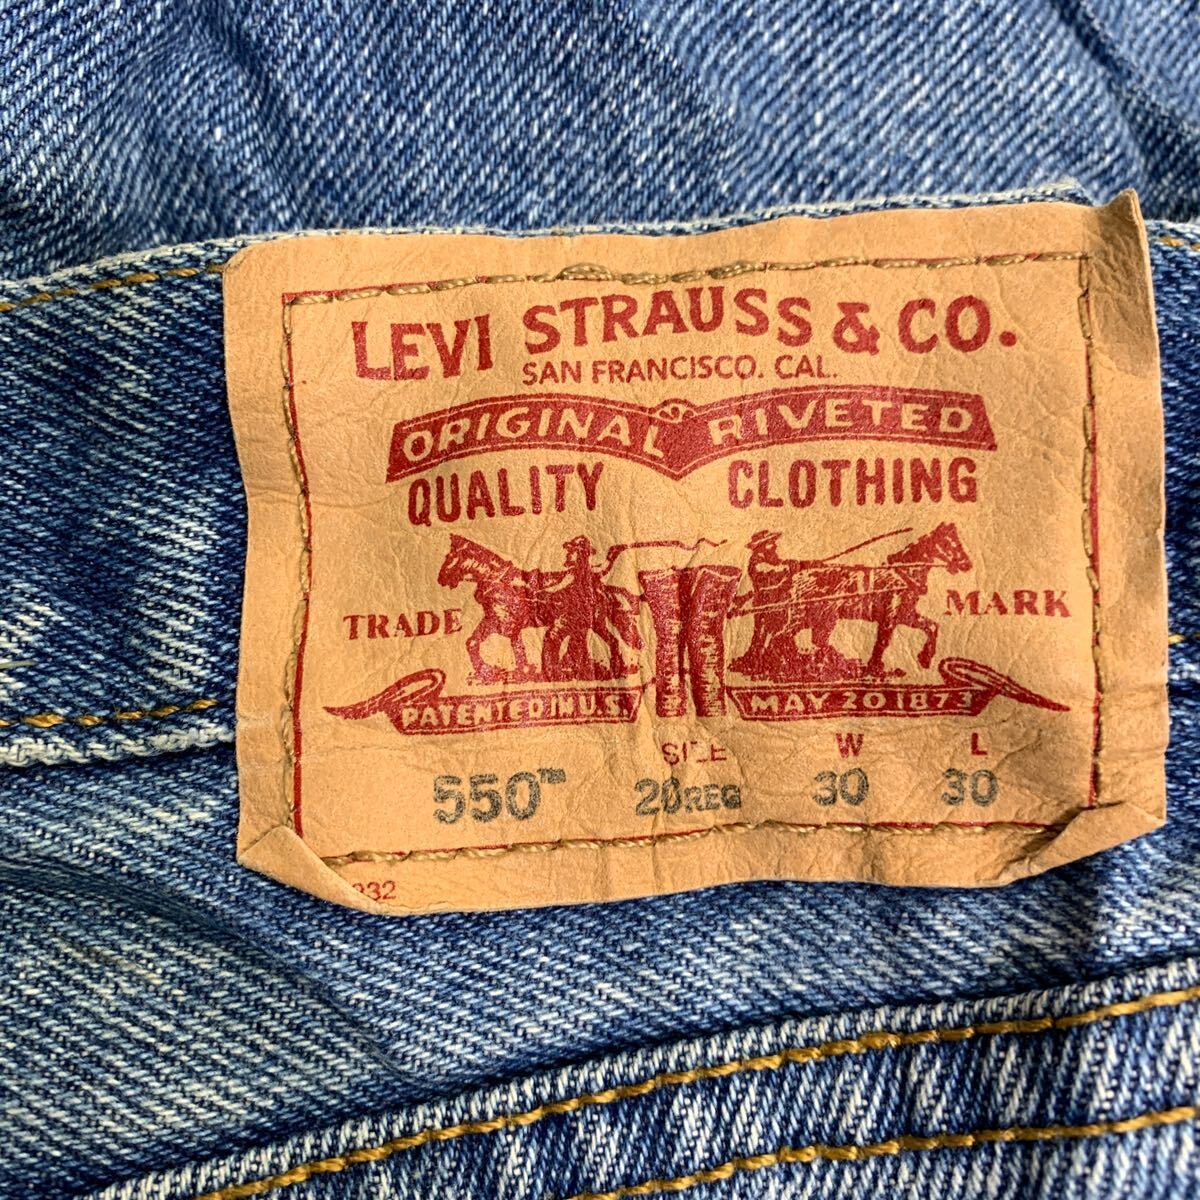 LEVI STRAUSS & CO.
SAN FRANCISCO. CAL.
ORIGINAL RIVETED
QUALITY CLOTHING
TRADE MARK
PATENTED IN U.S. MAY 20 1873
SIZE W L
550™ 20REG 30 30
232